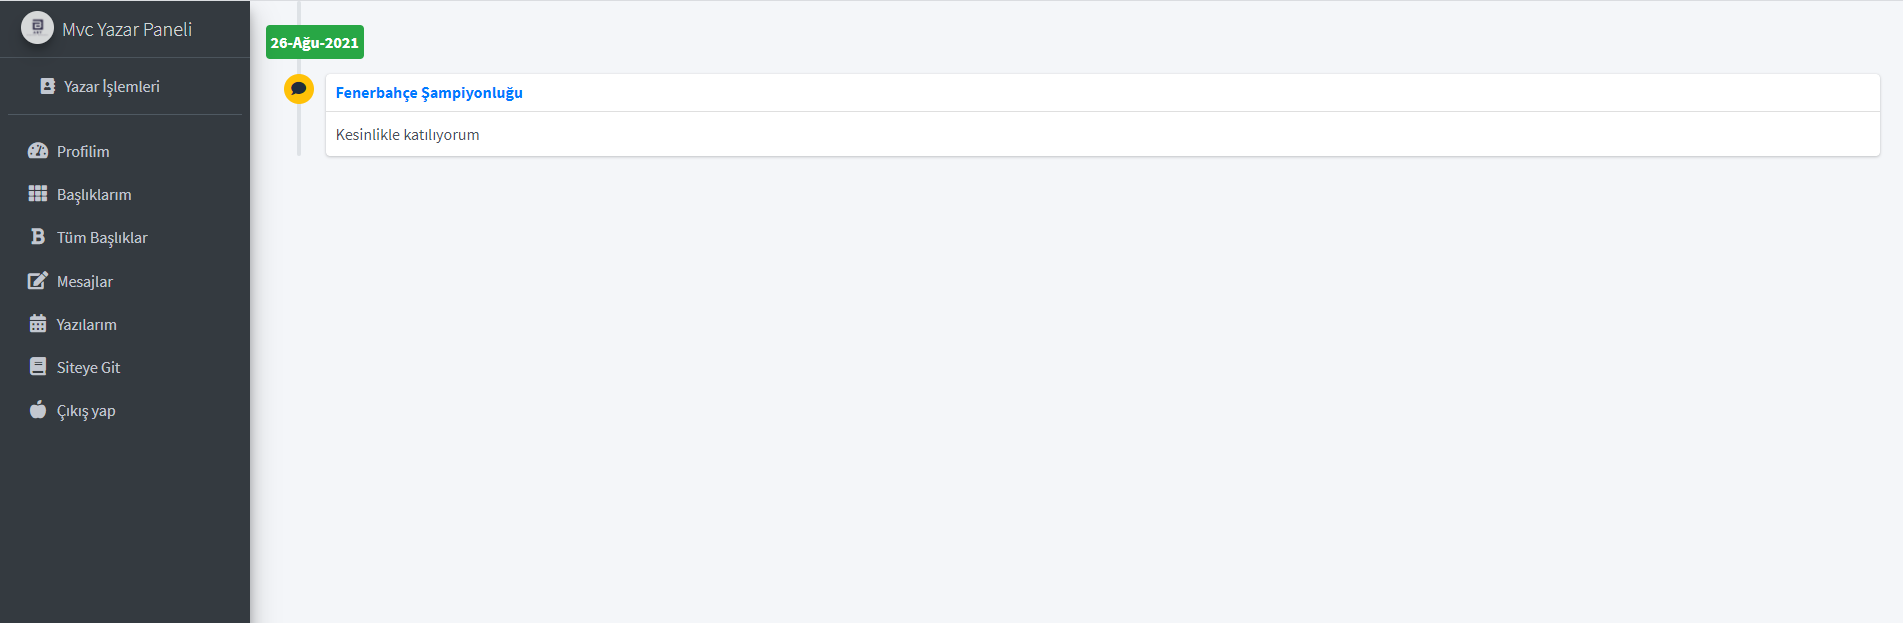 Mvc Yazar Paneli
Yazar İşlemleri
Profilim
Başlıklarım
Tüm Başlıklar
Mesajlar
Yazılarım
Siteye Git
Çıkış yap
26-Ağu-2021
Fenerbahçe Şampiyonluğu
Kesinlikle katılıyorum